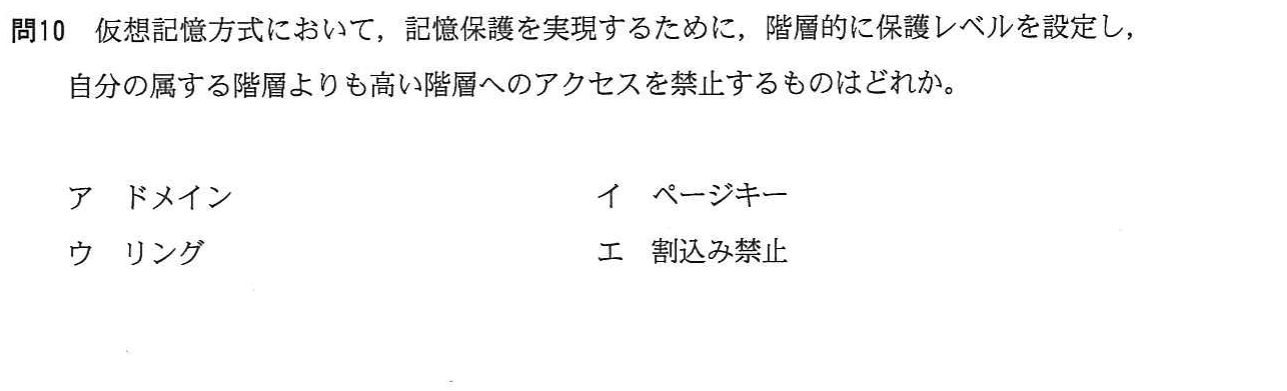 問10 仮想記憶方式において，記憶保護を実現するために，階層的に保護レベルを設定し，
自分の属する階層よりも高い階層へのアクセスを禁止するものはどれか。
ア ドメイン イ ページキー
ウ リング エ 割込み禁止